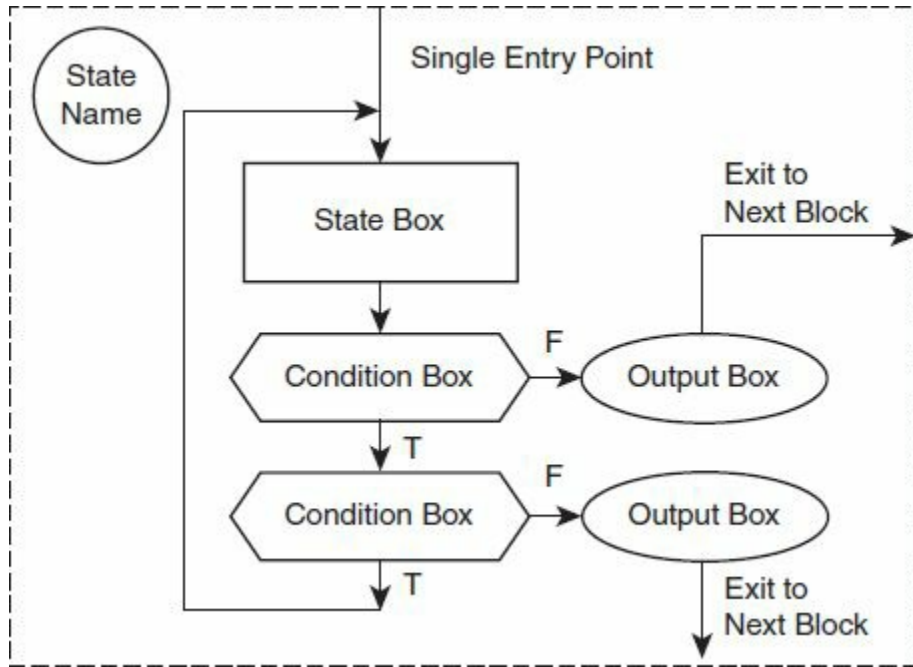 State
Name
Single Entry Point
State Box
Exit to
Next Block
Condition Box
F
Output Box
T
Condition Box
F
Output Box
T
Exit to
Next Block